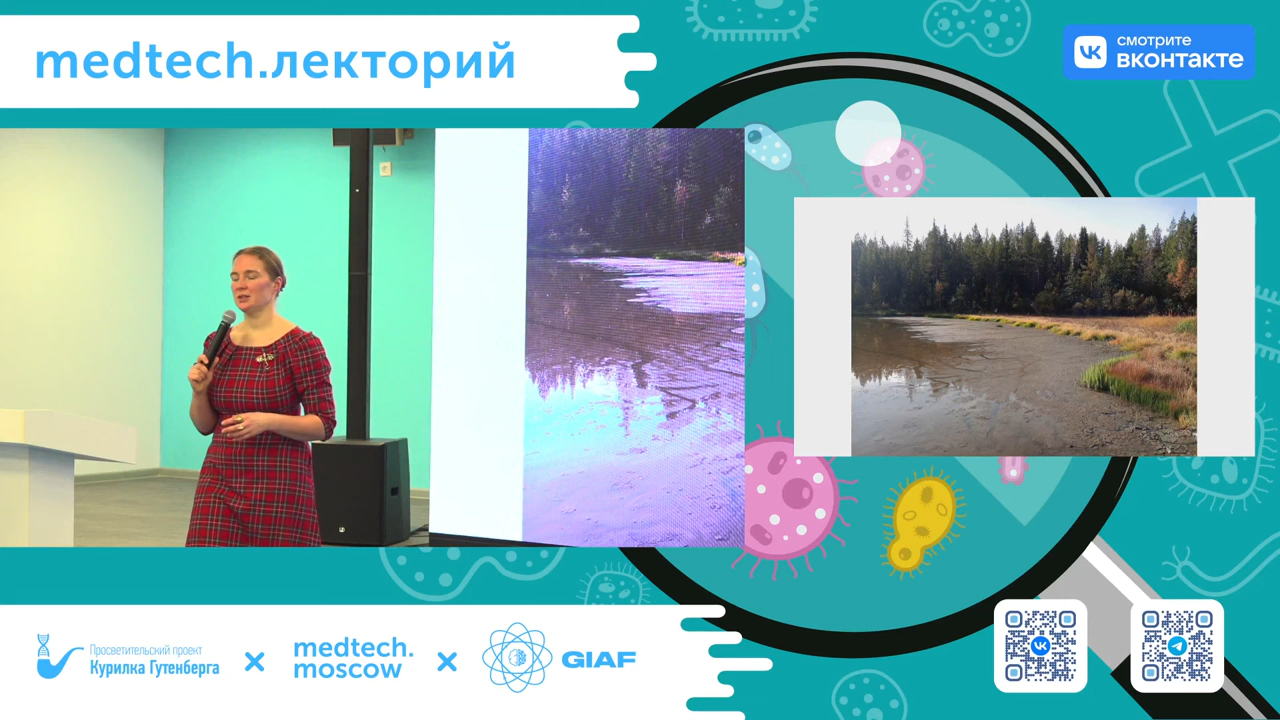 medtech.лекторий
смотрите
вконтакте
Просветительский проект
Курилка Гутенберга
medtech.
moscow
GIAF